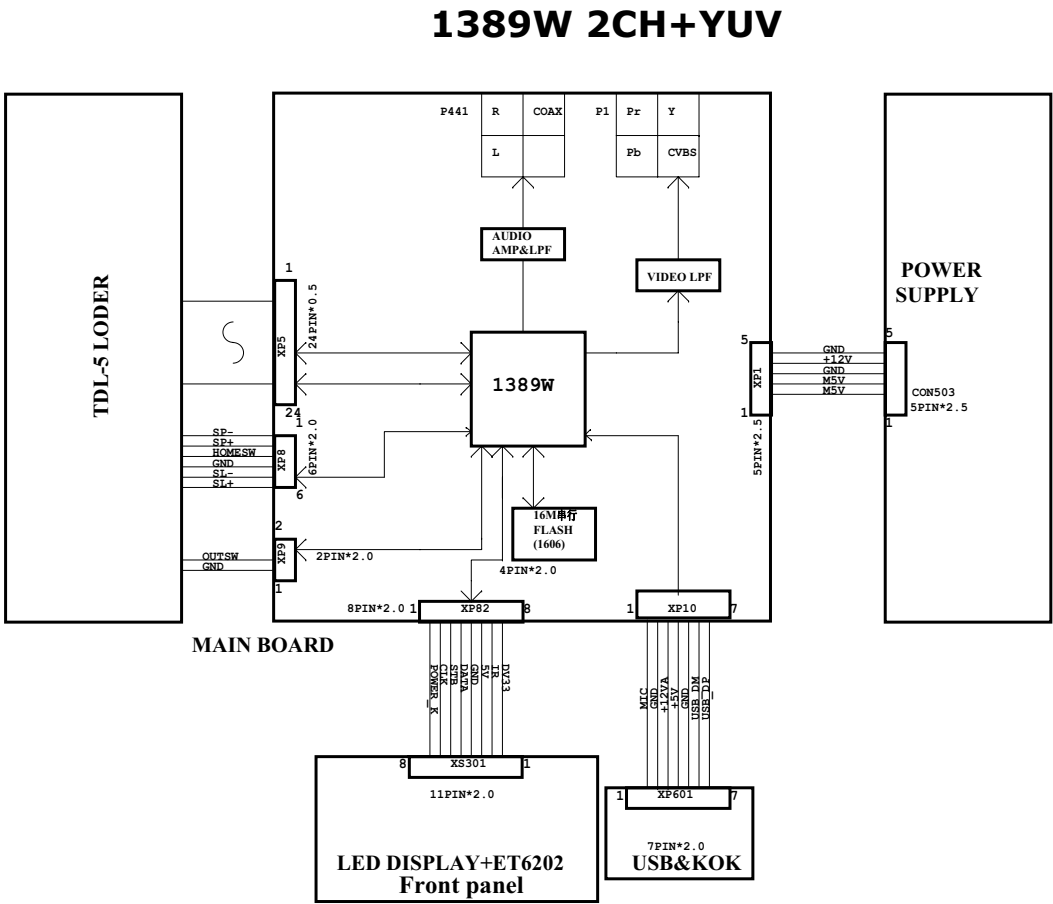 1389W 2CH+YUV
P441
R
COAX
L
P1
Pr
Y
Pb
CVBS
AUDIO
AMP&LPF
VIDEO LPF
TDL-5 LODER
POWER
SUPPLY
1
24PIN*0.5
XP5
24
1389W
5
XP1
1
5PIN*2.5
GND
+12V
GND
M5V
M5V
5
CON503
5PIN*2.5
1
1
6PIN*2.0
XP8
6
SP-
SP+
HOMESW
GND
SL-
SL+
2
XP9
2PIN*2.0
1
OUTSW
GND
16M串行
FLASH
(1606)
4PIN*2.0
8PIN*2.0
1
XP82
8
1
XP10
7
MAIN BOARD
POWER_K
CLK
STB
DATA
GND
5V
IR
DV33
MIC
GND
+12VA
+5V
GND
USB_DM
USB_DP
8
XS301
1
11PIN*2.0
LED DISPLAY+ET6202
Front panel
1
XP601
7
7PIN*2.0
USB&KOK